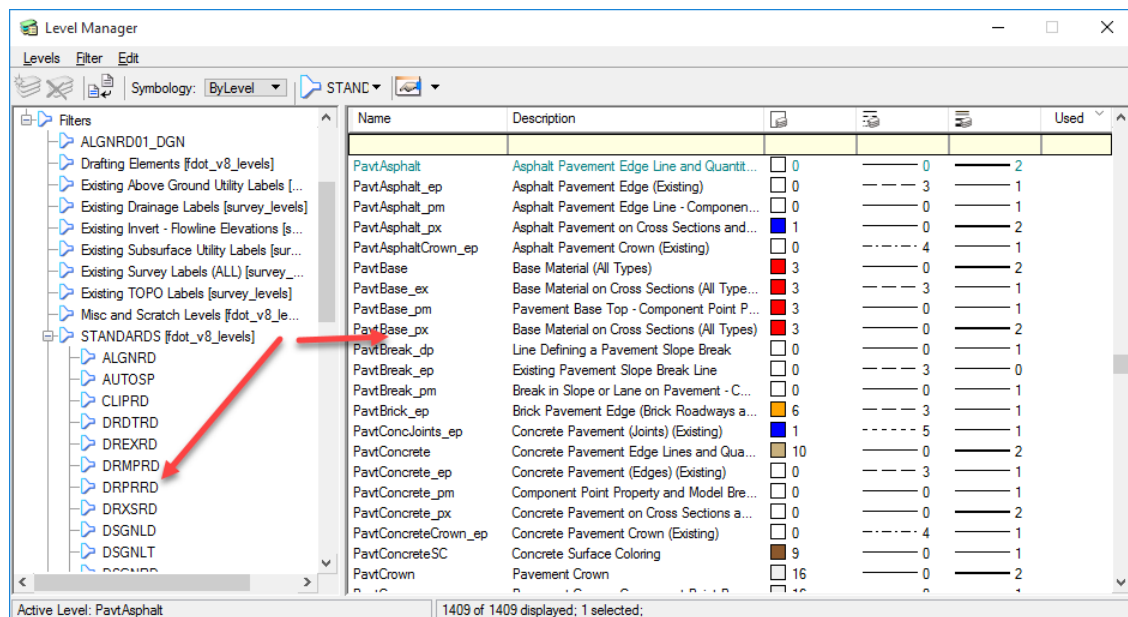 Level Manager
Levels Filter Edit
Symbology: ByLevel STAND
Filters
ALGNRD01_DGN
Drafting Elements [fdot_v8_levels]
Existing Above Ground Utility Labels [...
Existing Drainage Labels [survey_levels]
Existing Invert - Flowline Elevations [s...
Existing Subsurface Utility Labels [sur...
Existing Survey Labels (ALL) [survey_...
Existing TOPO Labels [survey_levels]
Misc and Scratch Levels [fdot_v8_le...
STANDARDS [fdot_v8_levels]
ALGNRD
AUTOSP
CLIPRD
DRDTRD
DREXRD
DRMPRD
DRPRRD
DRXSRD
DSGNLD
DSGNLT
Name Description Used
PavtAsphalt Asphalt Pavement Edge Line and Quantit... 0 0 2
PavtAsphalt_ep Asphalt Pavement Edge (Existing) 0 3 1
PavtAsphalt_pm Asphalt Pavement Edge Line - Componen... 0 0 1
PavtAsphalt_px Asphalt Pavement on Cross Sections and... 1 0 2
PavtAsphaltCrown_ep Asphalt Pavement Crown (Existing) 0 4 1
PavtBase Base Material (All Types) 3 0 2
PavtBase_ex Base Material on Cross Sections (All Type... 3 3 1
PavtBase_pm Pavement Base Top - Component Point P... 3 0 1
PavtBase_px Base Material on Cross Sections (All Types) 3 0 2
PavtBreak_dp Line Defining a Pavement Slope Break 0 0 1
PavtBreak_ep Existing Pavement Slope Break Line 0 3 0
PavtBreak_pm Break in Slope or Lane on Pavement - C... 0 0 1
PavtBrick_ep Brick Pavement Edge (Brick Roadways a... 6 3 1
PavtConcJoints_ep Concrete Pavement (Joints) (Existing) 1 5 1
PavtConcrete Concrete Pavement Edge Lines and Qua... 10 0 2
PavtConcrete_ep Concrete Pavement (Edges) (Existing) 0 3 1
PavtConcrete_pm Component Point Property and Model Bre... 0 0 1
PavtConcrete_px Concrete Pavement on Cross Sections a... 0 0 2
PavtConcreteCrown_ep Concrete Pavement Crown (Existing) 0 4 1
PavtConcreteSC Concrete Surface Coloring 9 0 1
PavtCrown Pavement Crown 16 0 2
Active Level: PavtAsphalt 1409 of 1409 displayed; 1 selected;